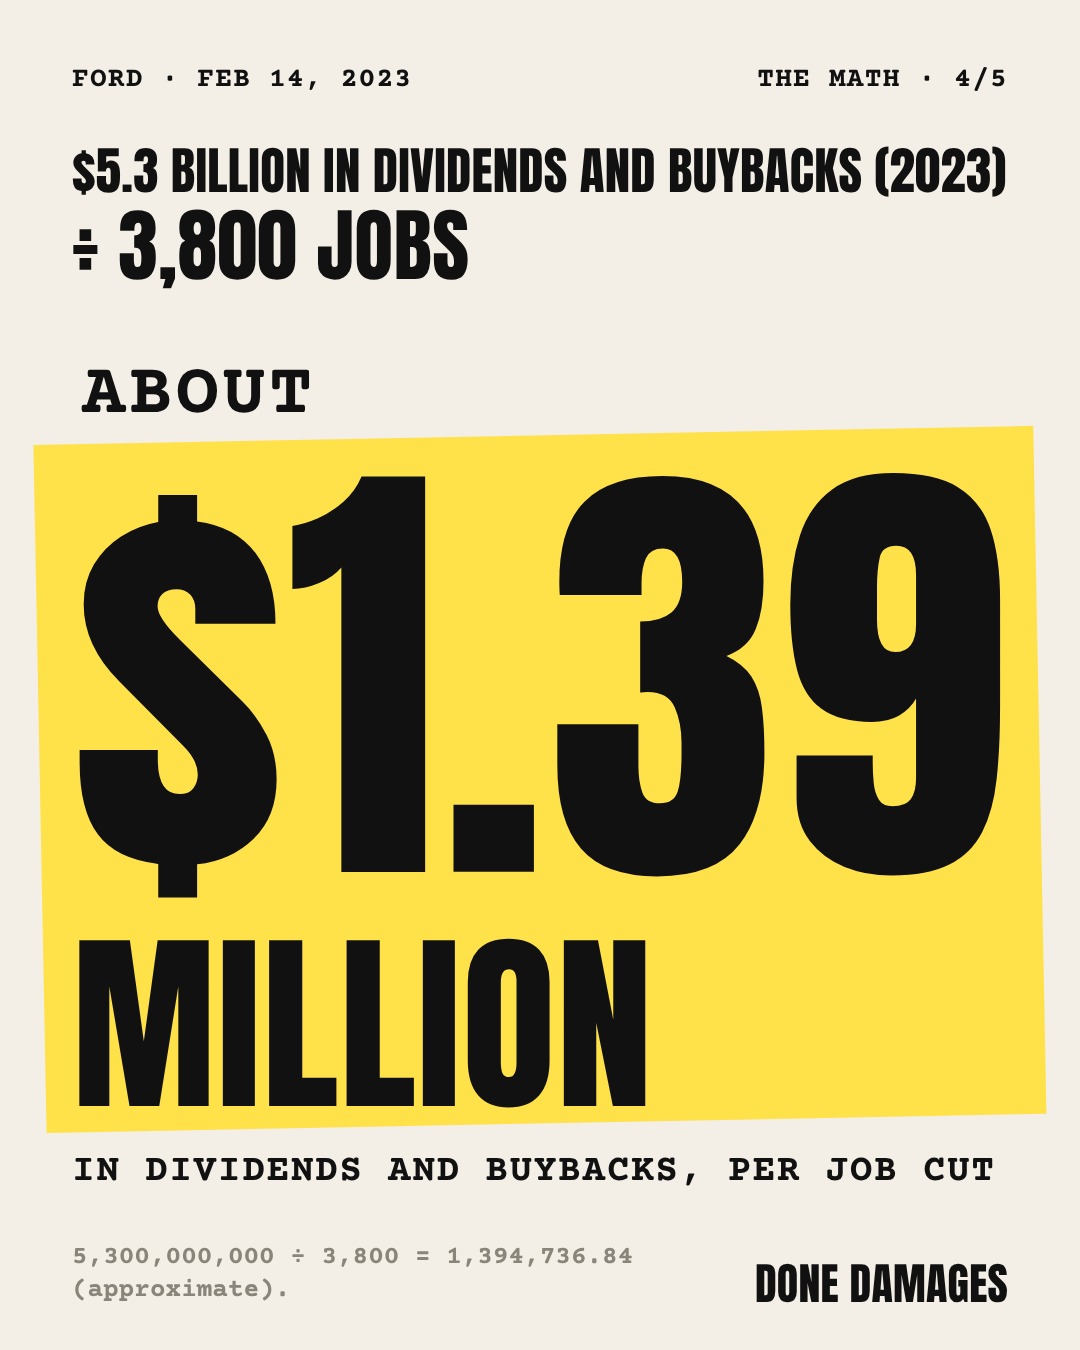 FORD · FEB 14, 2023
THE MATH · 4/5
$5.3 BILLION IN DIVIDENDS AND BUYBACKS (2023)
÷ 3,800 JOBS
ABOUT
$1.39
MILLION
IN DIVIDENDS AND BUYBACKS, PER JOB CUT
5,300,000,000 ÷ 3,800 = 1,394,736.84
(approximate).
DONE DAMAGES